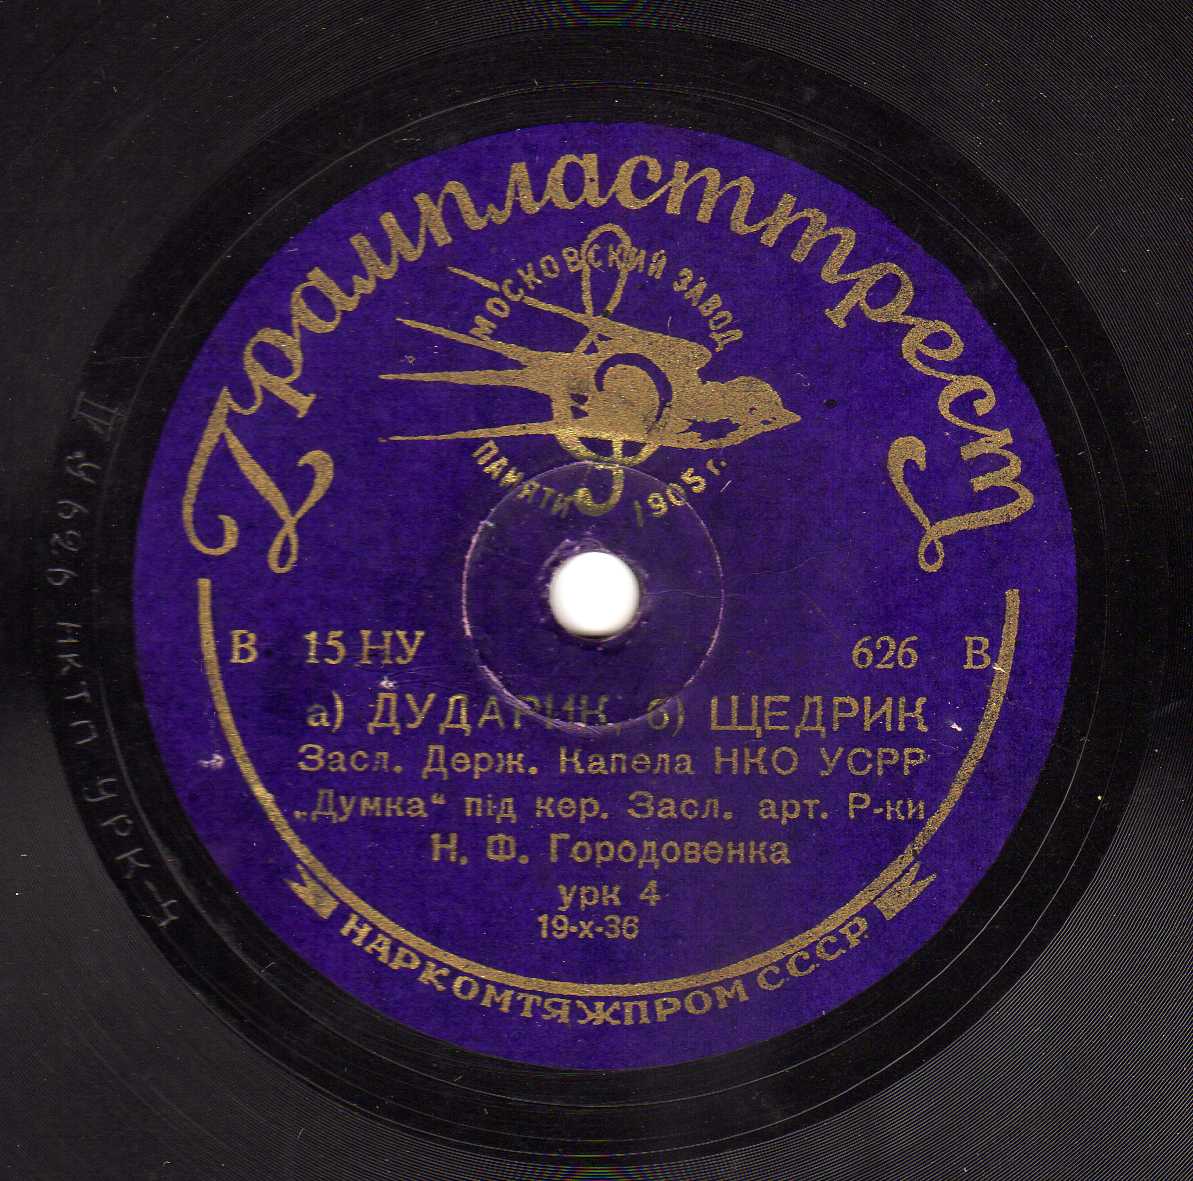 Грампласттрест
МОСКОВСКИЙ ЗАВОД
ПАМЯТИ 1905 г.
В 15 НУ 626 В
а) ДУДАРИК, б) ЩЕДРИК
Засл. Держ. Капела НКО УСРР
„Думка“ під кер. Засл. арт. Р-ки
Н. Ф. Городовенка
урк 4
19-х-36
НАРКОМТЯЖПРОМ СССР.
У626 НКТП УРК-4